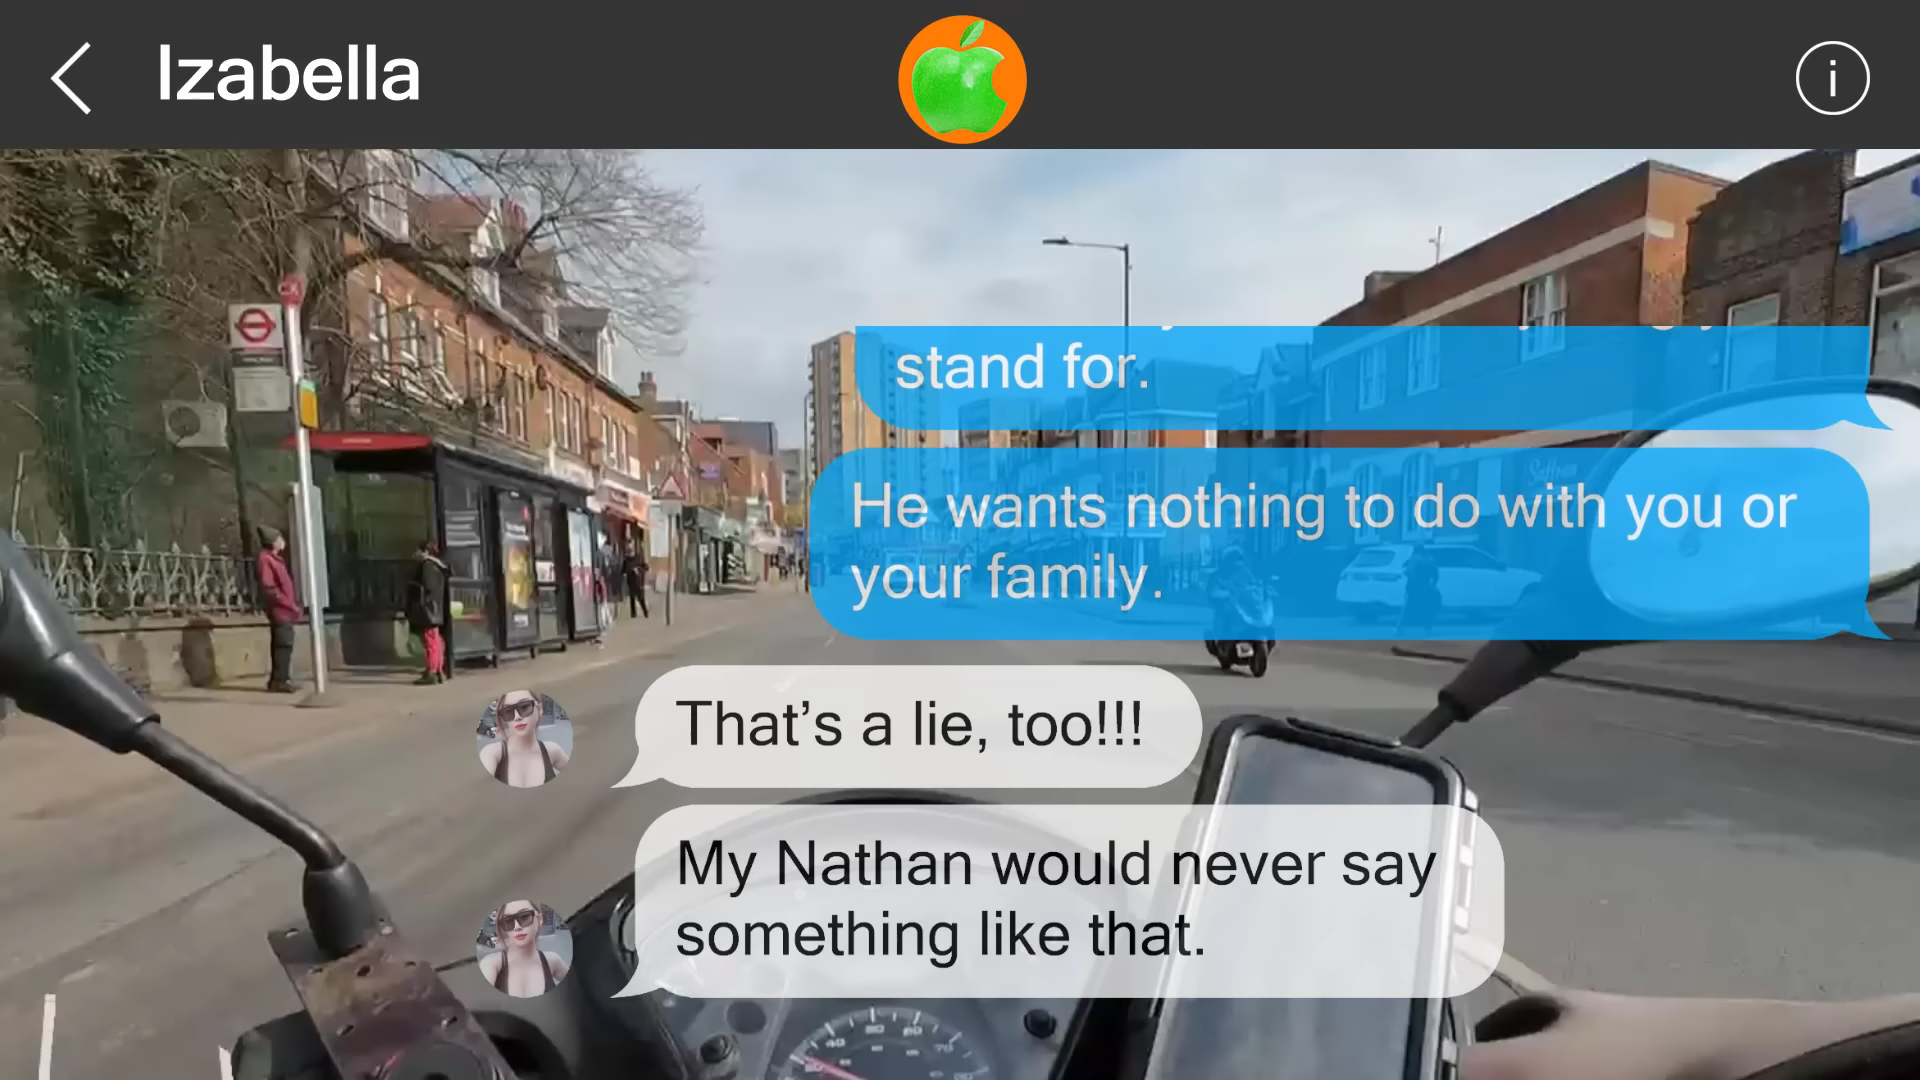 Izabella
i
stand for.
He wants nothing to do with you or
your family.
That’s a lie, too!!!
My Nathan would never say
something like that.